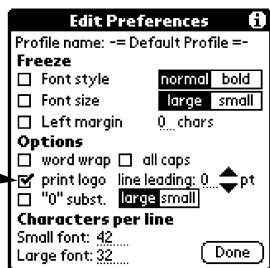 Edit Preferences i
Profile name: -= Default Profile =-
Freeze
Font style normal bold
Font size large small
Left margin 0 chars
Options
word wrap all caps
print logo line leading: 0 pt
"0" subst. large small
Characters per line
Small font: 42
Large font: 32 Done